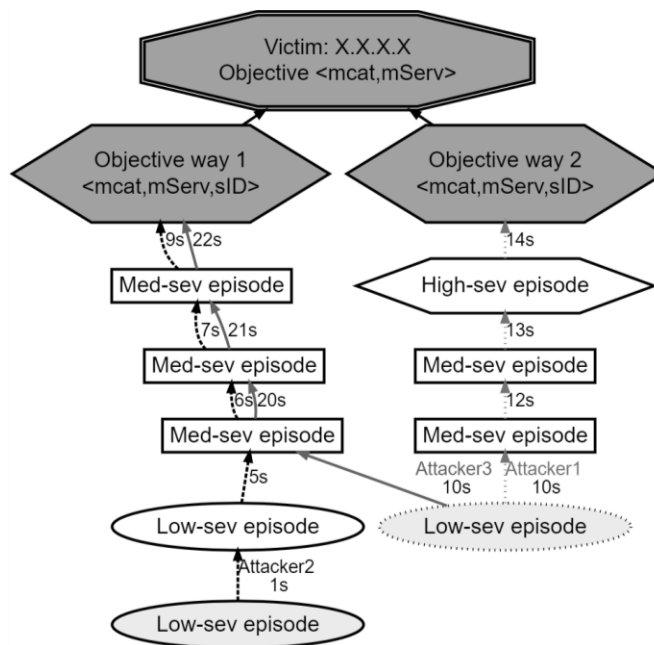 Victim: X.X.X.X
Objective <mcat,mServ>
Objective way 1
<mcat,mServ,sID>
Objective way 2
<mcat,mServ,sID>
9s
22s
14s
Med-sev episode
High-sev episode
7s
21s
13s
Med-sev episode
Med-sev episode
6s
20s
12s
Med-sev episode
Med-sev episode
5s
Attacker3
10s
Attacker1
10s
Low-sev episode
Low-sev episode
Attacker2
1s
Low-sev episode